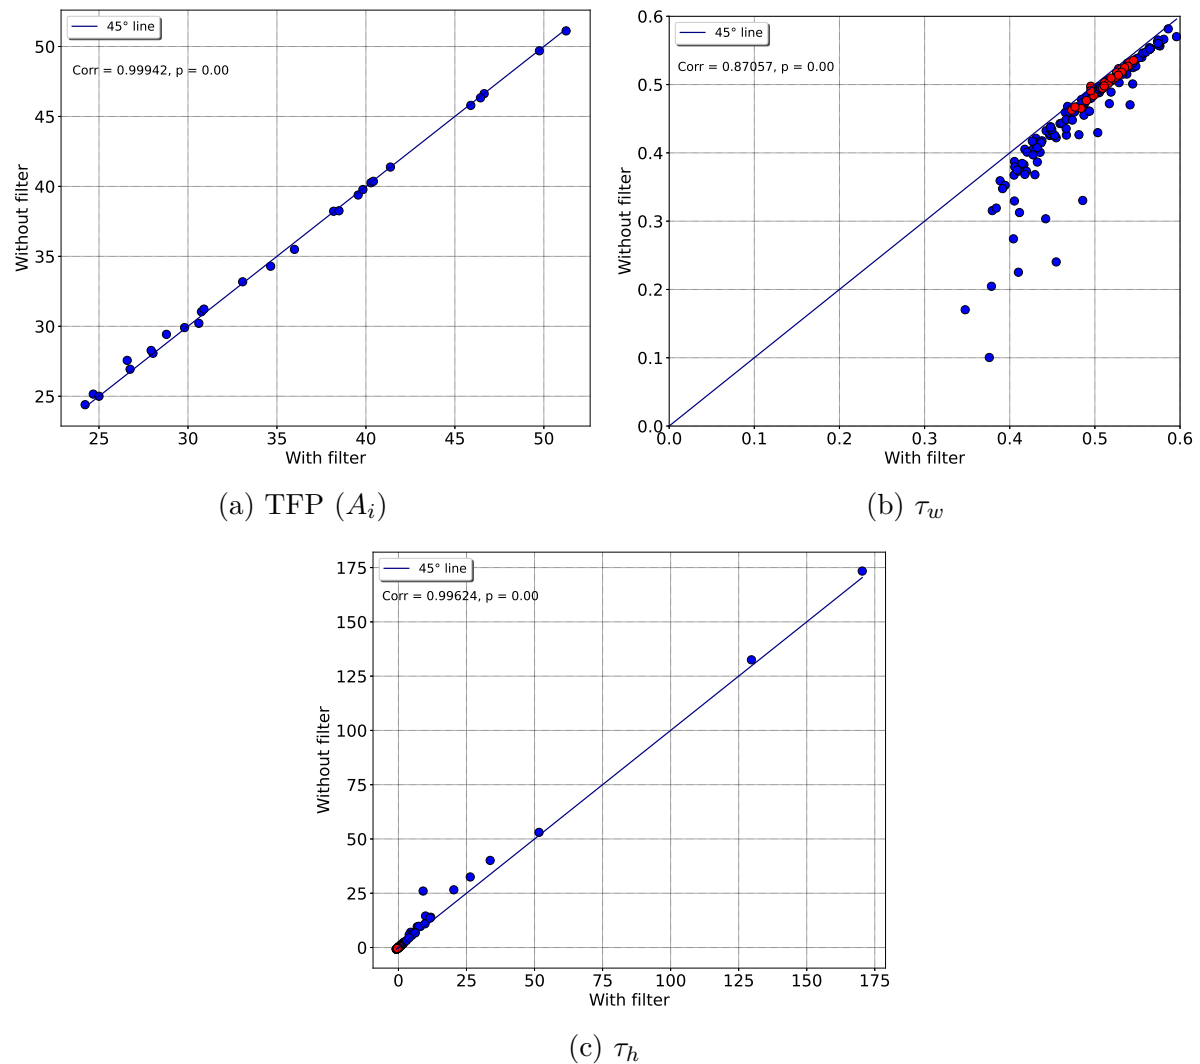 45° line
Corr = 0.99942, p = 0.00
Without filter
50
45
40
35
30
25
25 30 35 40 45 50
With filter
(a) TFP (A_i)
45° line
Corr = 0.87057, p = 0.00
Without filter
0.6
0.5
0.4
0.3
0.2
0.1
0.0
0.0 0.1 0.2 0.3 0.4 0.5 0.6
With filter
(b) τ_w
45° line
Corr = 0.99624, p = 0.00
Without filter
175
150
125
100
75
50
25
0
0 25 50 75 100 125 150 175
With filter
(c) τ_h